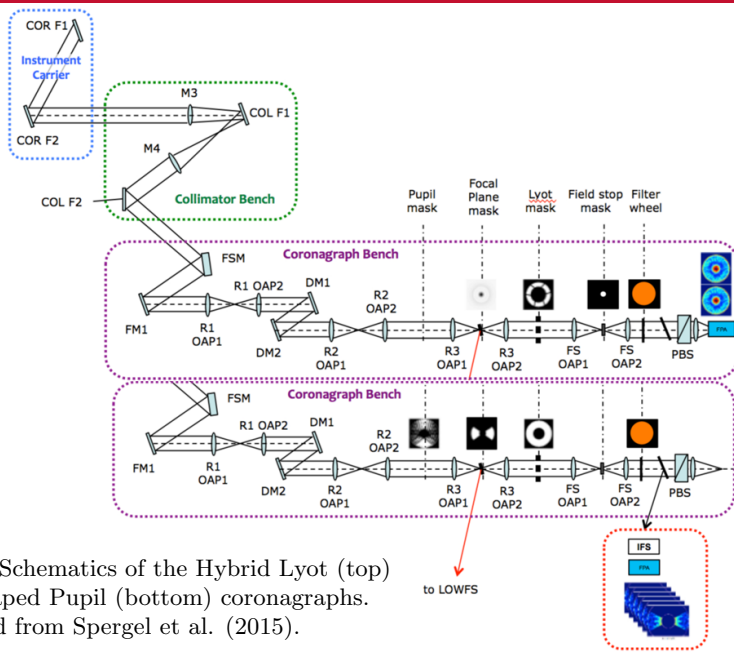 COR F1
Instrument
Carrier
COR F2
M3
COL F1
M4
COL F2
Collimator Bench
Pupil
mask
Focal
Plane
mask
Lyot
mask
Field stop
mask
Filter
wheel
Coronagraph Bench
FSM
FM1
R1
OAP1
R1 OAP2
DM1
DM2
R2
OAP1
R2
OAP2
R3
OAP1
R3
OAP2
FS
OAP1
FS
OAP2
PBS
FPA
Coronagraph Bench
FSM
FM1
R1
OAP1
R1 OAP2
DM1
DM2
R2
OAP1
R2
OAP2
R3
OAP1
R3
OAP2
FS
OAP1
FS
OAP2
PBS
to LOWFS
IFS
FPA
Schematics of the Hybrid Lyot (top)
aped Pupil (bottom) coronagraphs.
d from Spergel et al. (2015).